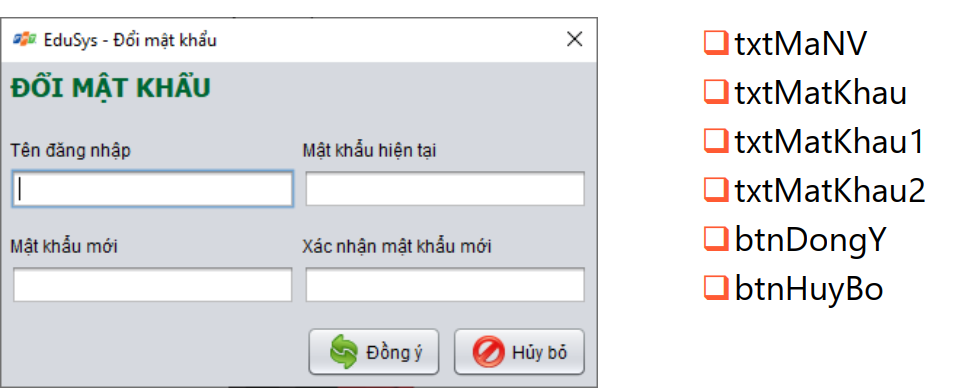 EduSys - Đổi mật khẩu
ĐỔI MẬT KHẨU
Tên đăng nhập
Mật khẩu hiện tại
Mật khẩu mới
Xác nhận mật khẩu mới
Đồng ý
Hủy bỏ
txtMaNV
txtMatKhau
txtMatKhau1
txtMatKhau2
btnDongY
btnHuyBo